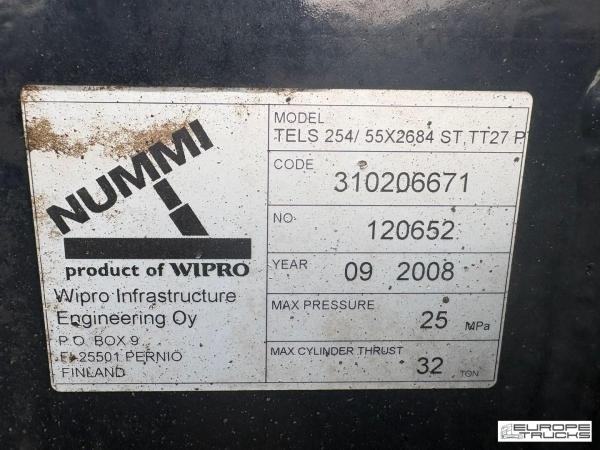 NUMMI
product of WIPRO
Wipro Infrastructure
Engineering Oy
P.O. BOX 9
FI-25501 PERNIÖ
FINLAND
MODEL
TELS 254/ 55X2684 ST TT27 P
CODE
310206671
NO.
120652
YEAR
09 2008
MAX PRESSURE
25 MPa
MAX CYLINDER THRUST
32 TON
EUROPE
TRUCKS